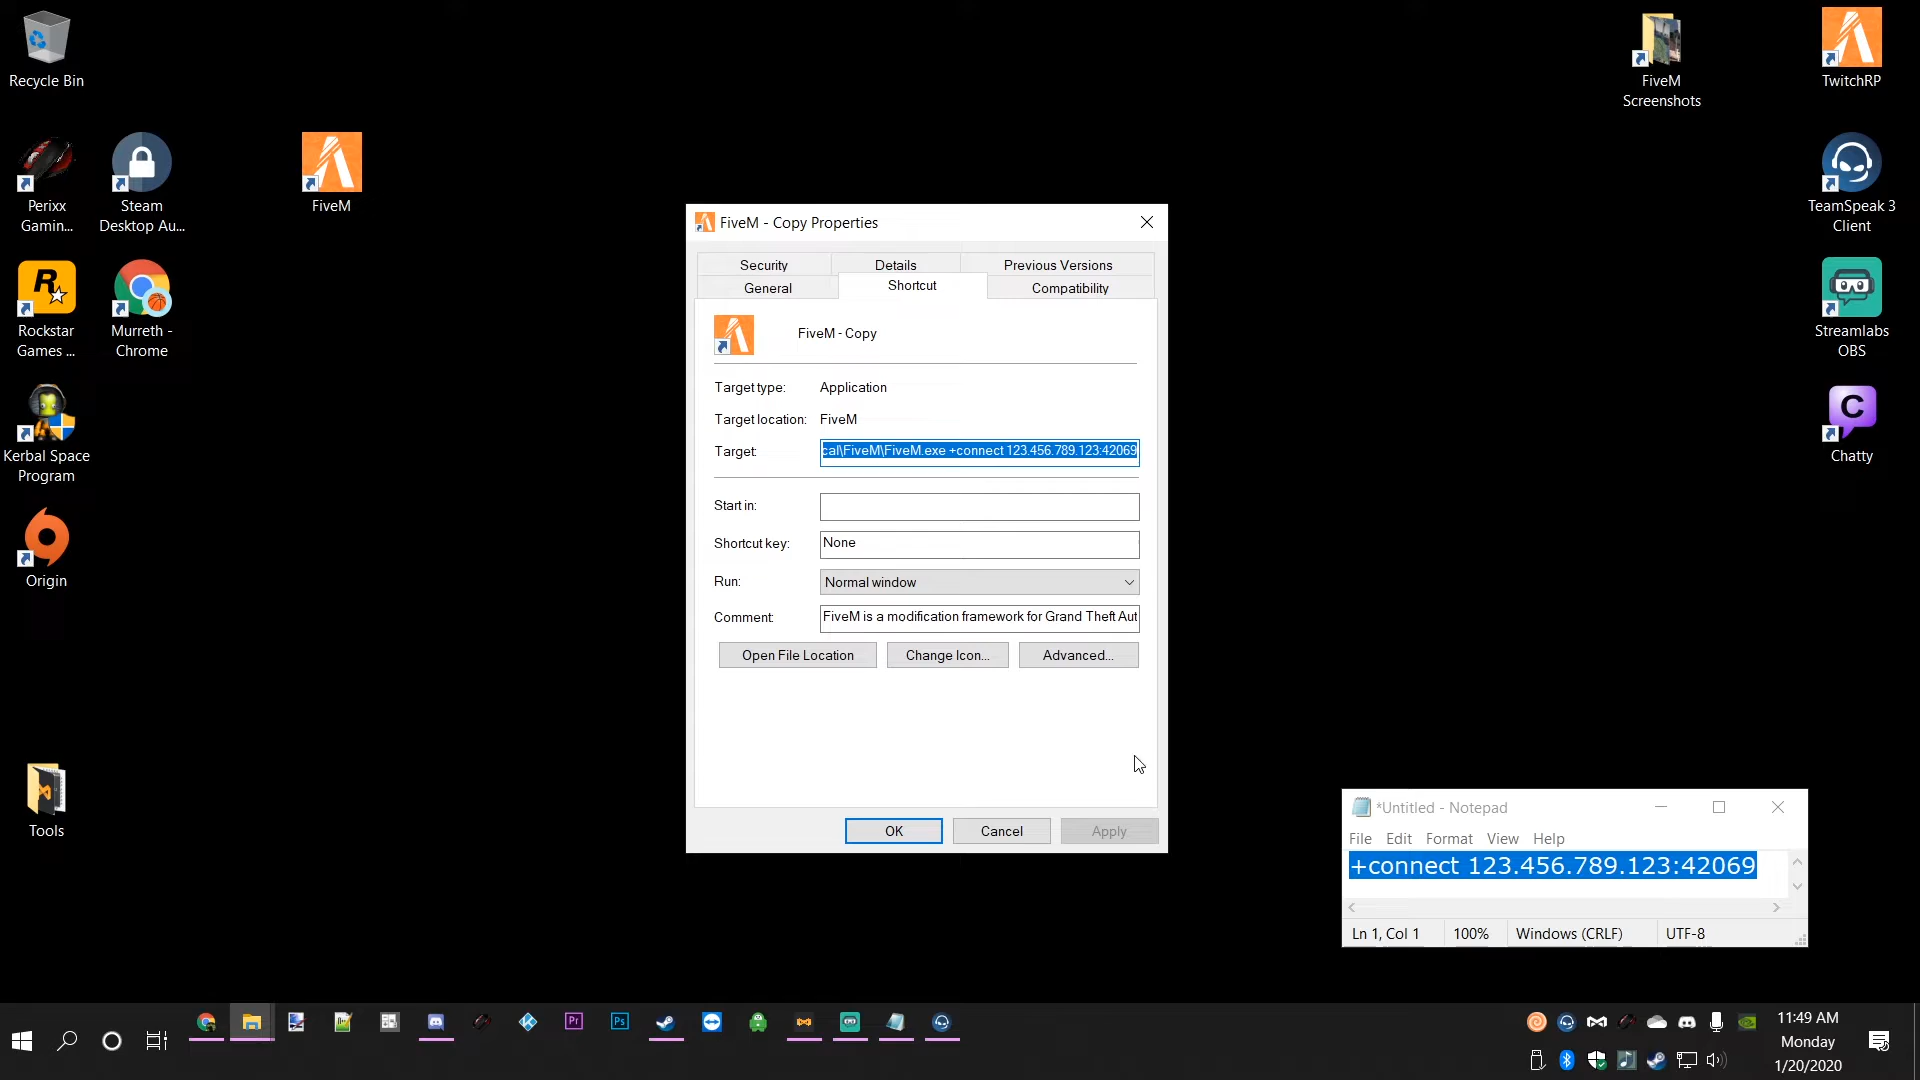 Recycle Bin
Perixx
Gamin...
Steam
Desktop Au...
FiveM
Rockstar
Games ...
Murreth -
Chrome
Kerbal Space
Program
Origin
Tools
FiveM
Screenshots
TwitchRP
TeamSpeak 3
Client
Streamlabs
OBS
Chatty
FiveM - Copy Properties
Security
Details
Previous Versions
General
Shortcut
Compatibility
FiveM - Copy
Target type: Application
Target location: FiveM
Target: cal\FiveM\FiveM.exe +connect 123.456.789.123:42069
Start in:
Shortcut key: None
Run: Normal window
Comment: FiveM is a modification framework for Grand Theft Aut
Open File Location
Change Icon...
Advanced...
OK
Cancel
Apply
*Untitled - Notepad
File Edit Format View Help
+connect 123.456.789.123:42069
Ln 1, Col 1
100%
Windows (CRLF)
UTF-8
11:49 AM
Monday
1/20/2020